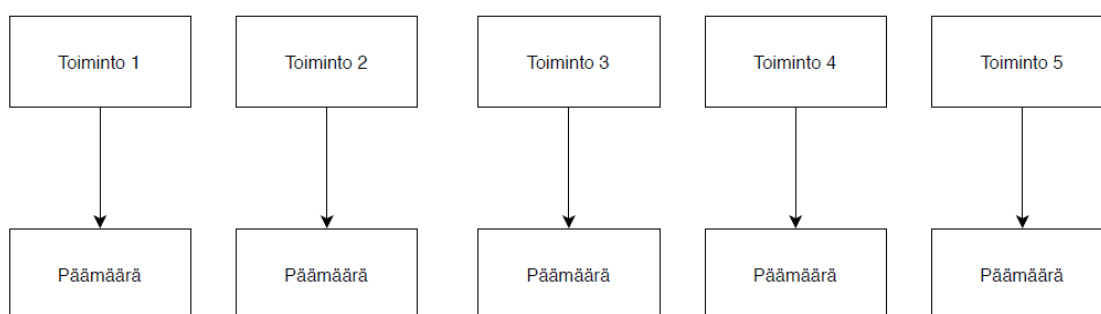 Toiminto 1
Toiminto 2
Toiminto 3
Toiminto 4
Toiminto 5
Päämäärä
Päämäärä
Päämäärä
Päämäärä
Päämäärä